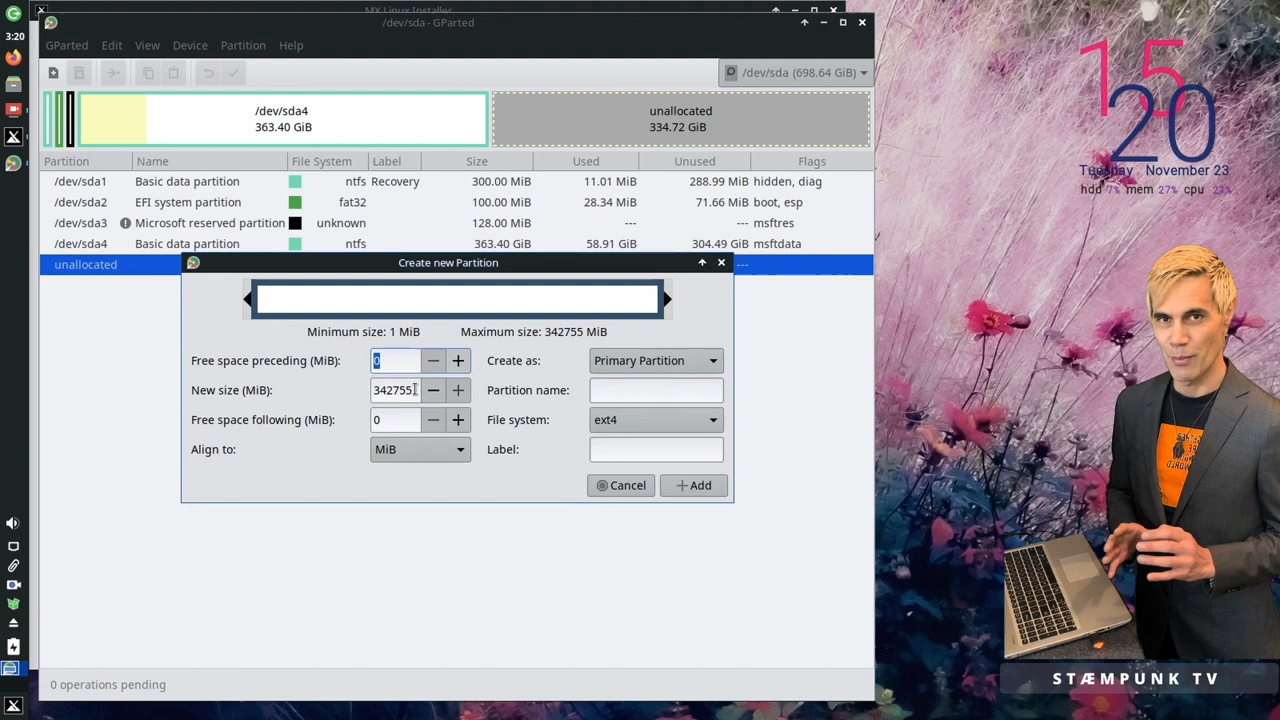 MX Linux Installer
/dev/sda - GParted
3:20
GParted Edit View Device Partition Help
/dev/sda (698.64 GiB)
/dev/sda4
363.40 GiB
unallocated
334.72 GiB
Partition Name File System Label Size Used Unused Flags
/dev/sda1 Basic data partition ntfs Recovery 300.00 MiB 11.01 MiB 288.99 MiB hidden, diag
/dev/sda2 EFI system partition fat32 100.00 MiB 28.34 MiB 71.66 MiB boot, esp
/dev/sda3 Microsoft reserved partition unknown 128.00 MiB --- --- msftres
/dev/sda4 Basic data partition ntfs 363.40 GiB 58.91 GiB 304.49 GiB msftdata
unallocated ---
Create new Partition
Minimum size: 1 MiB Maximum size: 342755 MiB
Free space preceding (MiB): 0 Create as: Primary Partition
New size (MiB): 342755 Partition name:
Free space following (MiB): 0 File system: ext4
Align to: MiB Label:
Cancel Add
0 operations pending
15
20
Tuesday November 23
hdd 7% mem 27% cpu 27%
STÆMPUNK TV